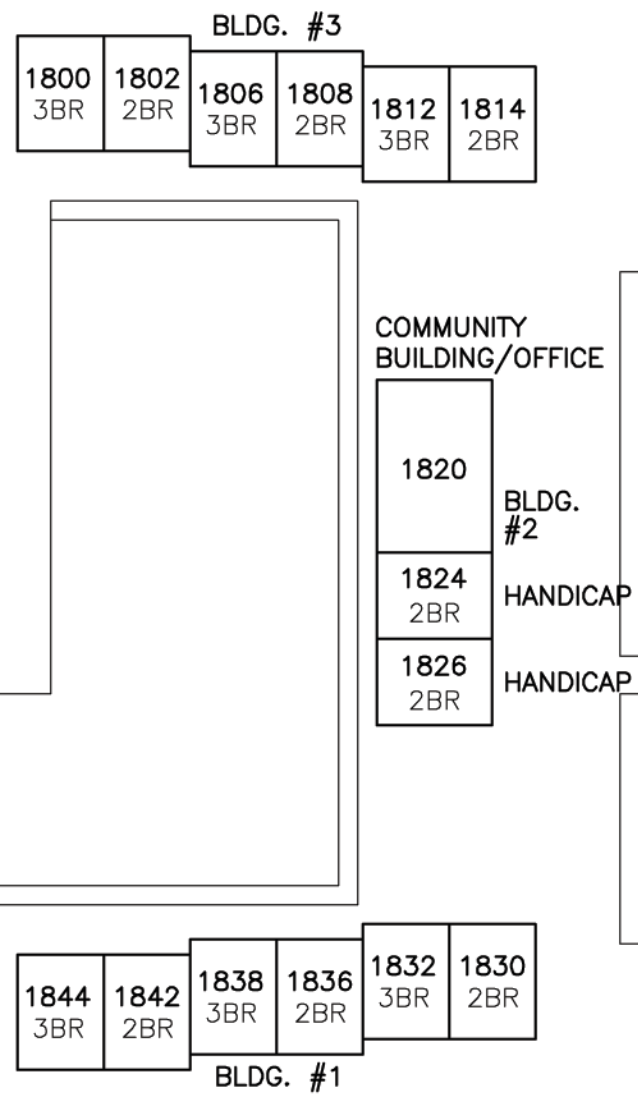 BLDG. #3
1800
3BR
1802
2BR
1806
3BR
1808
2BR
1812
3BR
1814
2BR
COMMUNITY
BUILDING/OFFICE
1820
BLDG.
#2
1824
2BR
HANDICAP
1826
2BR
HANDICAP
1844
3BR
1842
2BR
1838
3BR
1836
2BR
1832
3BR
1830
2BR
BLDG. #1